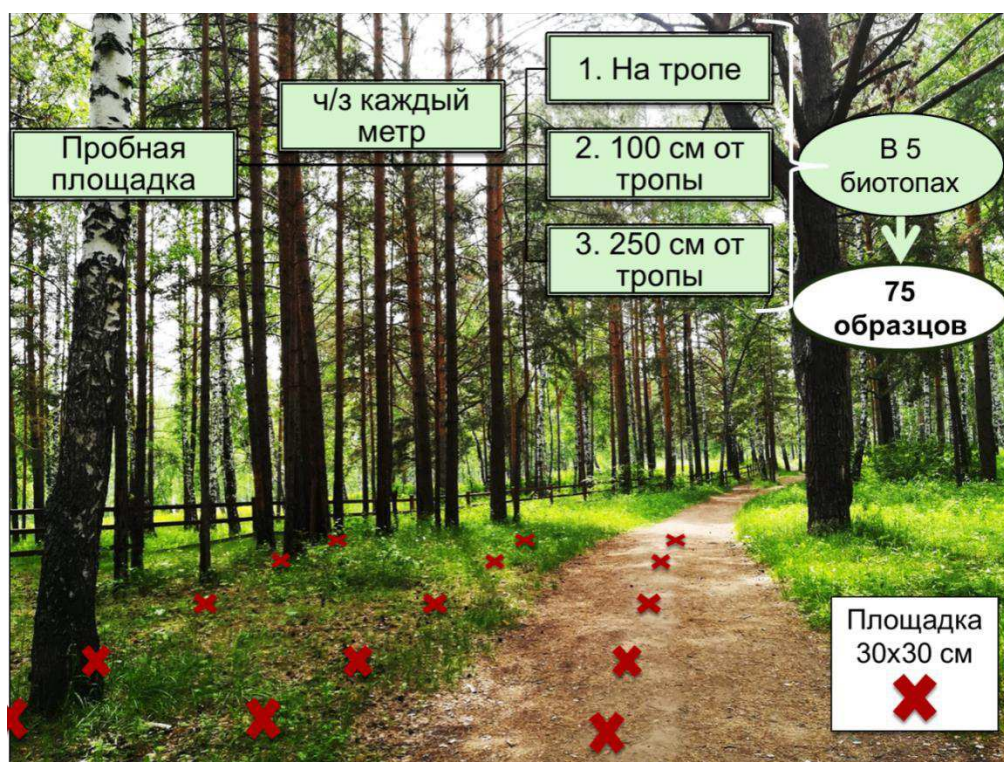 Пробная
площадка
ч/з каждый
метр
1. На тропе
2. 100 см от
тропы
3. 250 см от
тропы
В 5
биотопах
75
образцов
Площадка
30х30 см